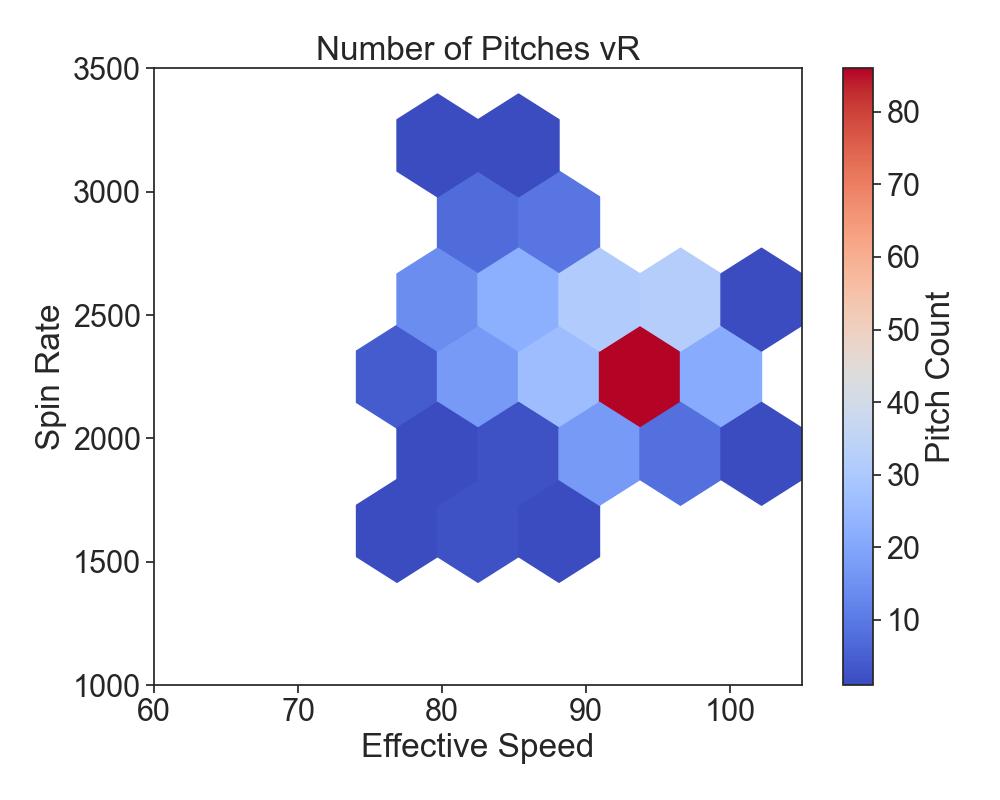 Number of Pitches vR
3500
3000
2500
2000
1500
1000
Spin Rate
60 70 80 90 100
Effective Speed
80
70
60
50
40
30
20
10
Pitch Count